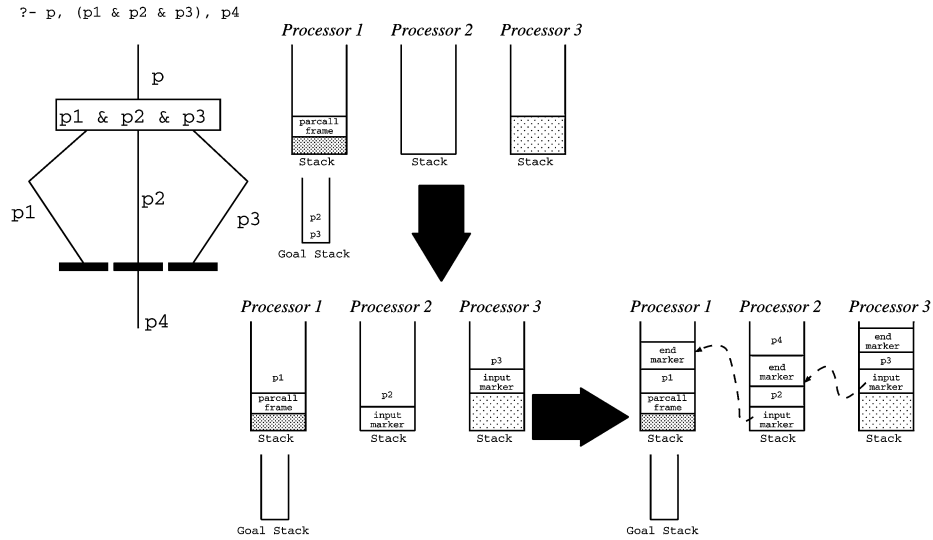 ?- p, (p1 & p2 & p3), p4
p
p1 & p2 & p3
p1
p2
p3
p4
Processor 1
Processor 2
Processor 3
parcall
frame
Stack
Stack
Stack
p2
p3
Goal Stack
Processor 1
Processor 2
Processor 3
p1
parcall
frame
Stack
p2
input
marker
Stack
p3
input
marker
Stack
Goal Stack
Processor 1
Processor 2
Processor 3
end
marker
p1
parcall
frame
Stack
p4
end
marker
p2
input
marker
Stack
end
marker
p3
input
marker
Stack
Goal Stack